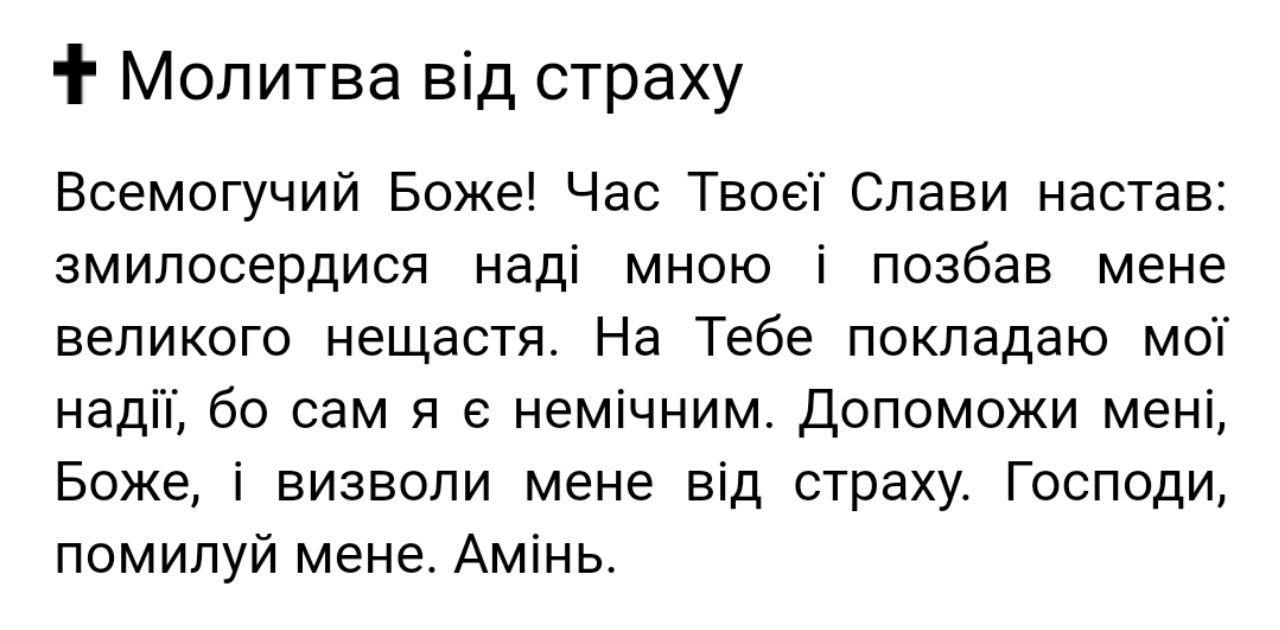 ✝ Молитва від страху
Всемогучий Боже! Час Твоєї Слави настав:
змилосердися наді мною і позбав мене
великого нещастя. На Тебе покладаю мої
надії, бо сам я є немічним. Допоможи мені,
Боже, і визволи мене від страху. Господи,
помилуй мене. Амінь.